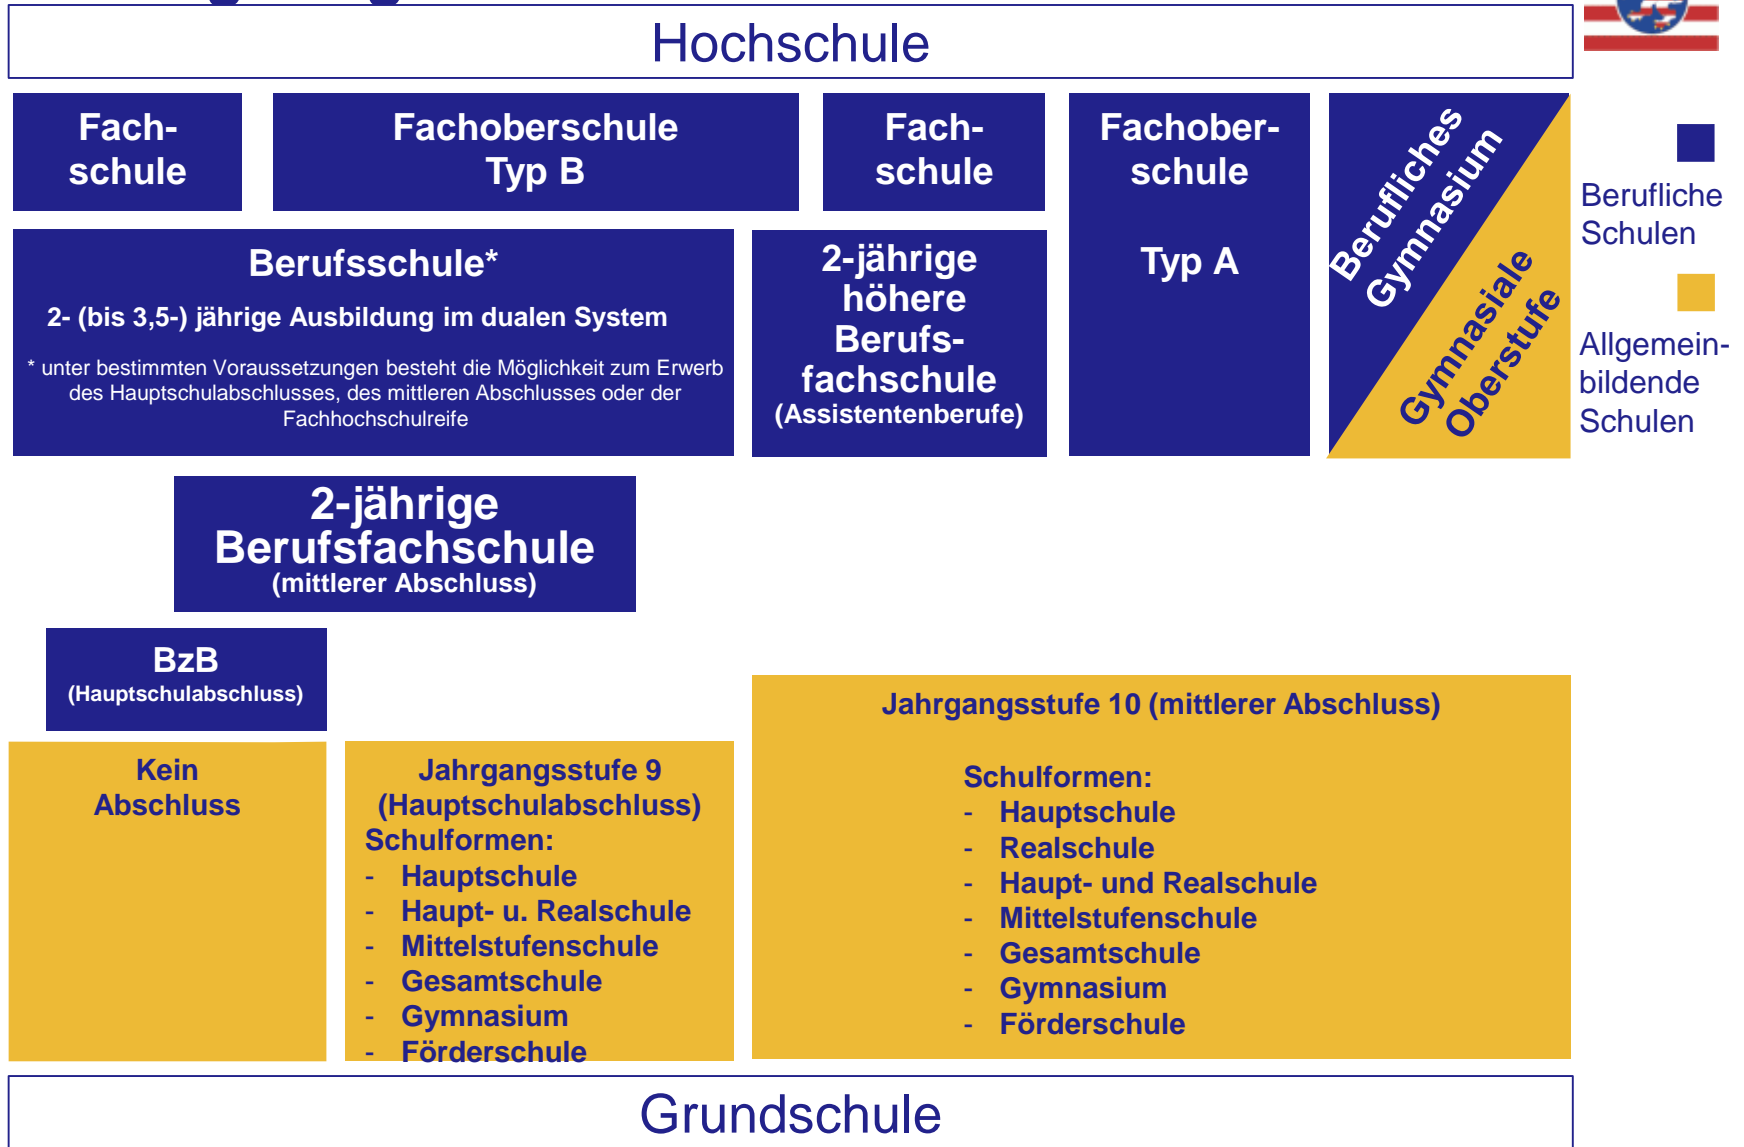 Hochschule
Fach-
schule
Fachoberschule
Typ B
Fach-
schule
Fachober-
schule
Typ A
Berufliches
Gymnasium
Gymnasiale
Oberstufe
Berufliche
Schulen
Allgemein-
bildende
Schulen
Berufsschule*
2- (bis 3,5-) jährige Ausbildung im dualen System
* unter bestimmten Voraussetzungen besteht die Möglichkeit zum Erwerb
des Hauptschulabschlusses, des mittleren Abschlusses oder der
Fachhochschulreife
2-jährige
höhere
Berufs-
fachschule
(Assistentenberufe)
2-jährige
Berufsfachschule
(mittlerer Abschluss)
BzB
(Hauptschulabschluss)
Kein
Abschluss
Jahrgangsstufe 9
(Hauptschulabschluss)
Schulformen:
- Hauptschule
- Haupt- u. Realschule
- Mittelstufenschule
- Gesamtschule
- Gymnasium
- Förderschule
Jahrgangsstufe 10 (mittlerer Abschluss)
Schulformen:
- Hauptschule
- Realschule
- Haupt- und Realschule
- Mittelstufenschule
- Gesamtschule
- Gymnasium
- Förderschule
Grundschule